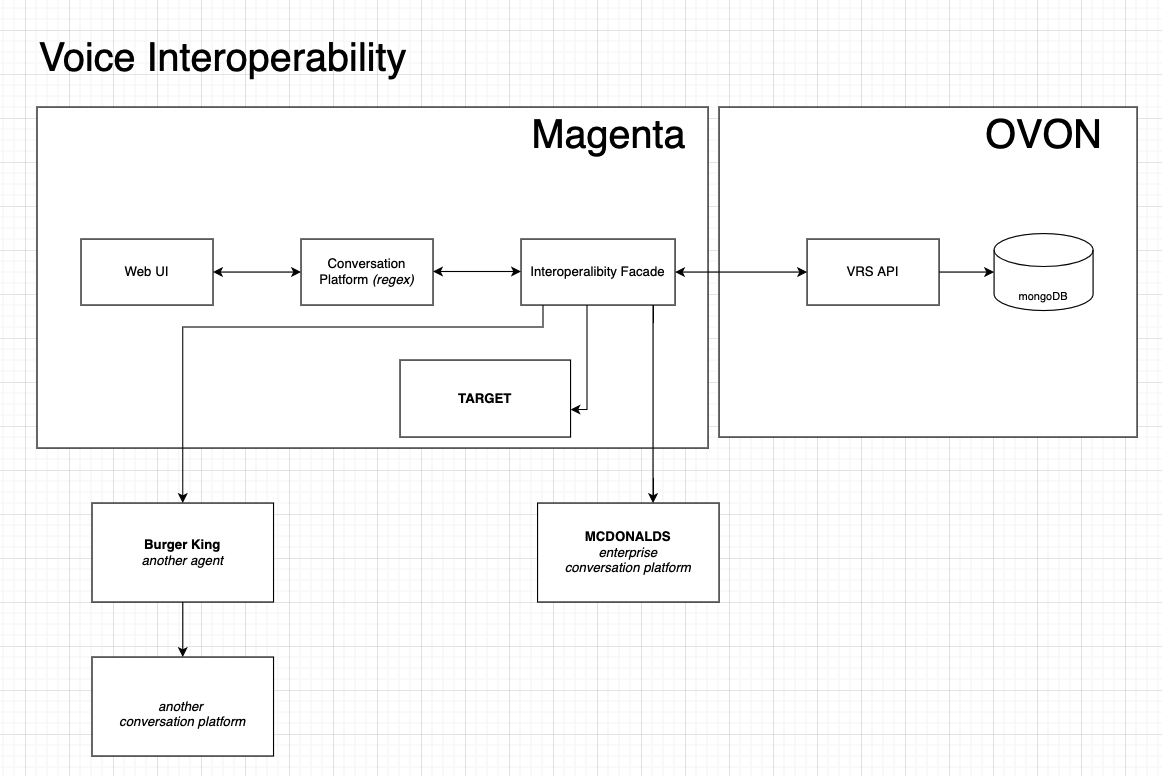 Voice Interoperability
Magenta
OVON
Web UI
Conversation
Platform (regex)
Interoperalibity Facade
VRS API
mongoDB
TARGET
Burger King
another agent
MCDONALDS
enterprise
conversation platform
another
conversation platform